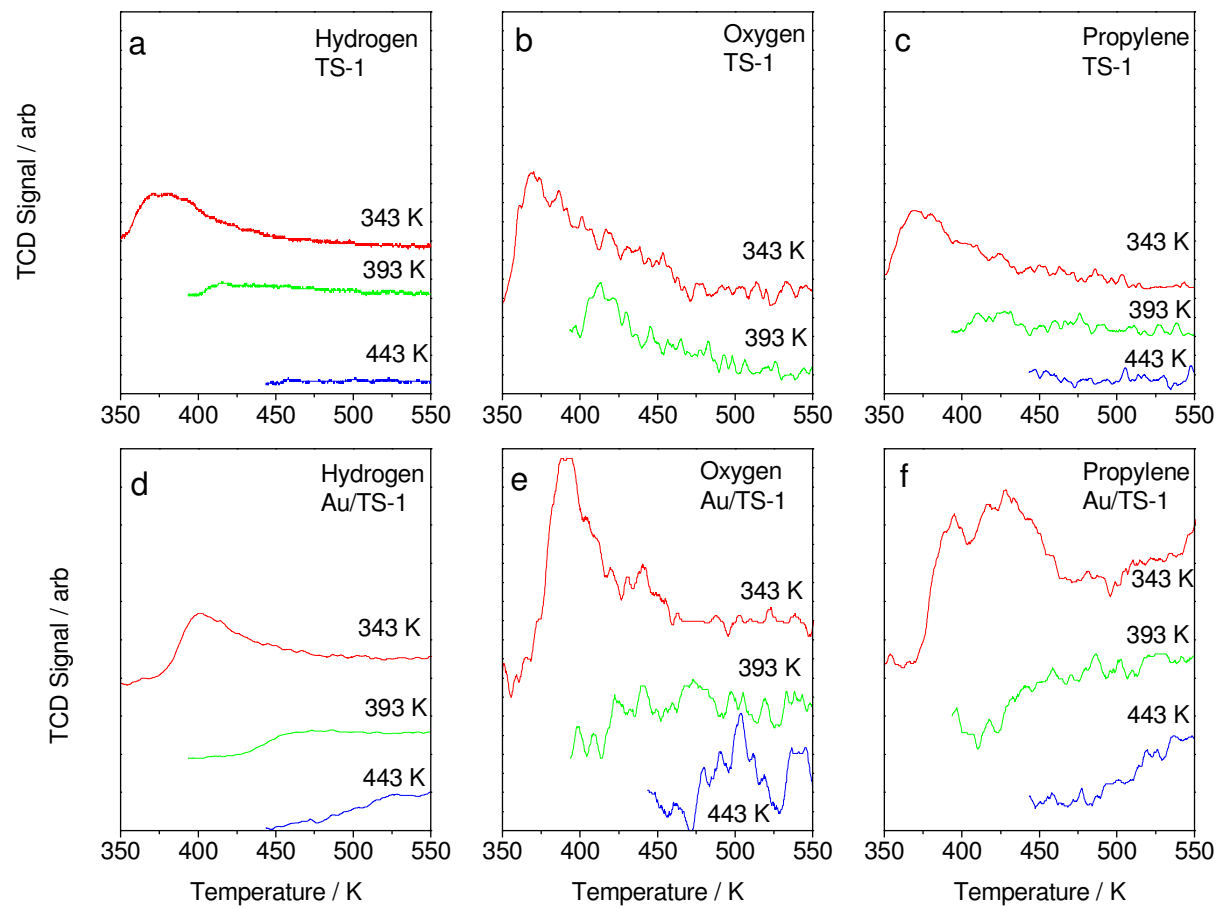 a
Hydrogen
TS-1
343 K
393 K
443 K
350 400 450 500 550
b
Oxygen
TS-1
343 K
393 K
350 400 450 500 550
c
Propylene
TS-1
343 K
393 K
443 K
350 400 450 500 550
TCD Signal / arb
d
Hydrogen
Au/TS-1
343 K
393 K
443 K
350 400 450 500 550
Temperature / K
e
Oxygen
Au/TS-1
343 K
393 K
443 K
350 400 450 500 550
Temperature / K
f
Propylene
Au/TS-1
343 K
393 K
443 K
350 400 450 500 550
Temperature / K
TCD Signal / arb